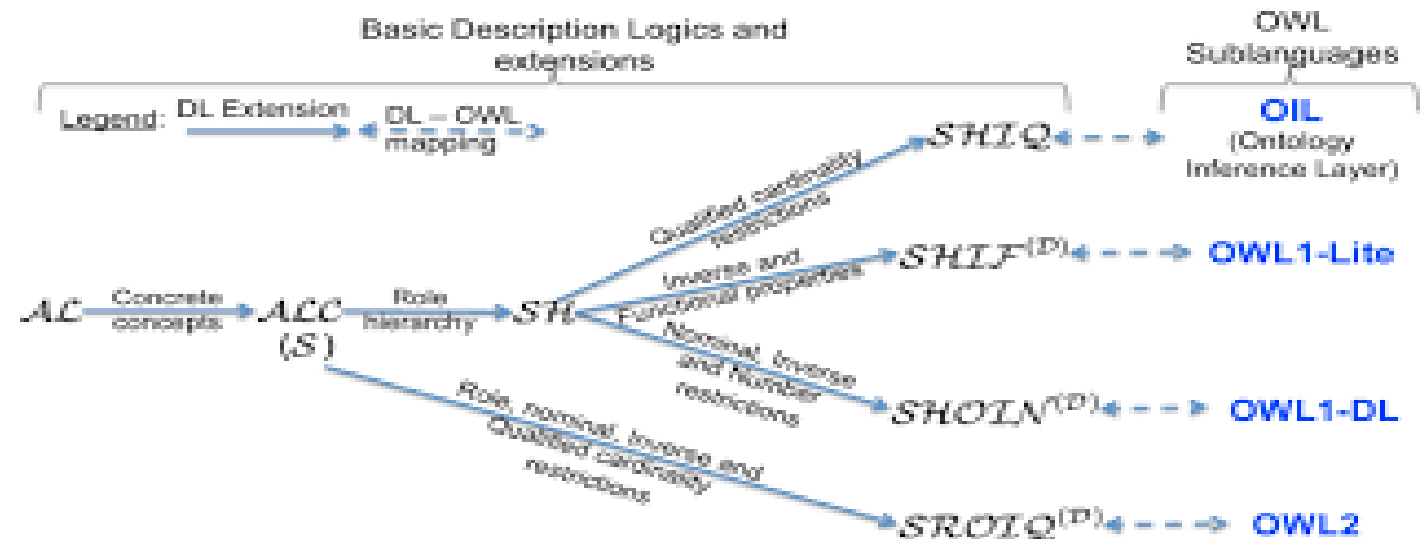 Basic Description Logics and
extensions
OWL
Sublanguages
Legend:
DL Extension
DL – OWL
mapping
SHIQ
OIL
(Ontology
Inference Layer)
Qualified cardinality
restrictions
SHIF(D)
OWL1-Lite
Inverse and
Functional properties
AL
Concrete
concepts
ALC
(S)
Role
hierarchy
SH
Nominal, Inverse
and Number
restrictions
SHOIN(D)
OWL1-DL
Role, nominal, Inverse and
Qualified cardinality
restrictions
SROIQ(D)
OWL2